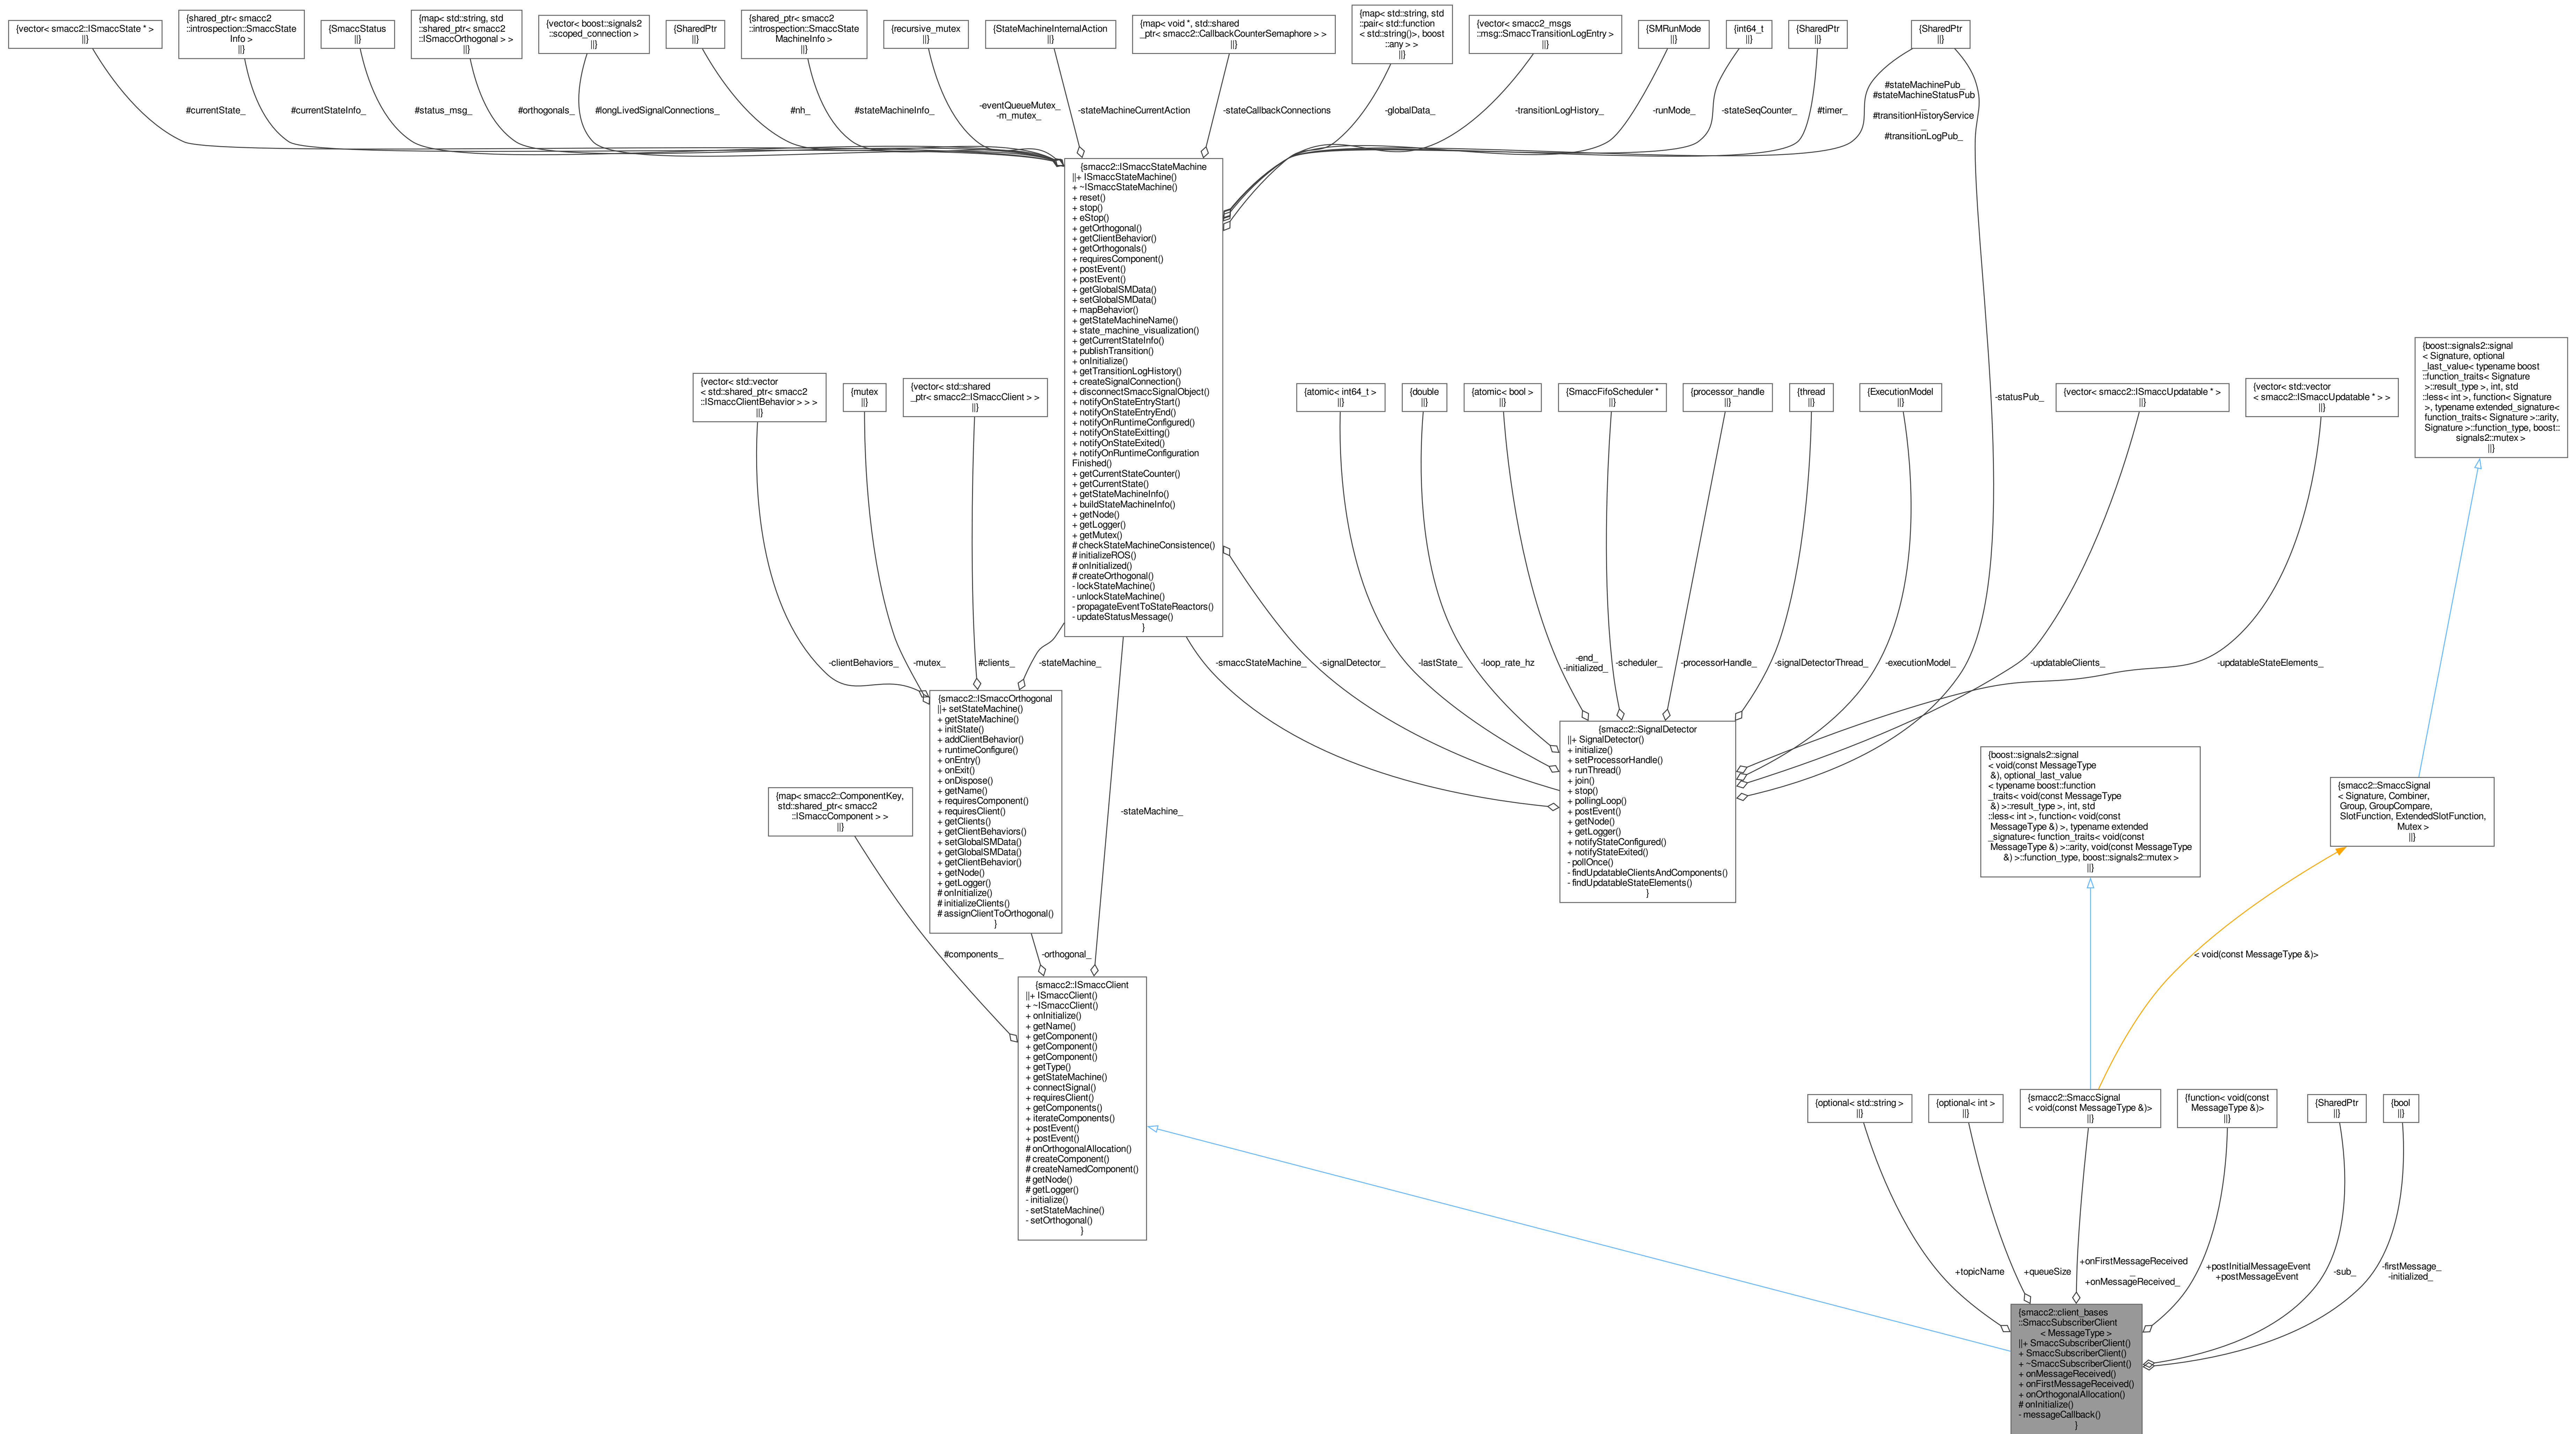 {vector< smacc2::ISmaccState * >
||}
{shared_ptr< smacc2
::introspection::SmaccState
Info >
||}
{SmaccStatus
||}
{map< std::string, std
::shared_ptr< smacc2
::ISmaccOrthogonal > >
||}
{vector< boost::signals2
::scoped_connection >
||}
{SharedPtr
||}
{shared_ptr< smacc2
::introspection::SmaccState
MachineInfo >
||}
{recursive_mutex
||}
{StateMachineInternalAction
||}
{map< void *, std::shared
_ptr< smacc2::CallbackCounterSemaphore > >
||}
{map< std::string, std
::pair< std::function
< std::string()>, boost
::any > >
||}
{vector< smacc2_msgs
::msg::SmaccTransitionLogEntry >
||}
{SMRunMode
||}
{int64_t
||}
{SharedPtr
||}
{SharedPtr
||}
#currentState_
#currentStateInfo_
#status_msg_
#orthogonals_
#longLivedSignalConnections_
#nh_
#stateMachineInfo_
-eventQueueMutex_
-m_mutex_
-stateMachineCurrentAction
-stateCallbackConnections
-globalData_
-transitionLogHistory_
-runMode_
-stateSeqCounter_
#timer_
#stateMachinePub_
#stateMachineStatusPub
_
#transitionHistoryService
_
#transitionLogPub_
{smacc2::ISmaccStateMachine
||+ ISmaccStateMachine()
+ ~ISmaccStateMachine()
+ reset()
+ stop()
+ eStop()
+ getOrthogonal()
+ getClientBehavior()
+ getOrthogonals()
+ requiresComponent()
+ postEvent()
+ postEvent()
+ getGlobalSMData()
+ setGlobalSMData()
+ mapBehavior()
+ getStateMachineName()
+ state_machine_visualization()
+ getCurrentStateInfo()
+ publishTransition()
+ onInitialize()
+ getTransitionLogHistory()
+ createSignalConnection()
+ disconnectSmaccSignalObject()
+ notifyOnStateEntryStart()
+ notifyOnStateEntryEnd()
+ notifyOnRuntimeConfigured()
+ notifyOnStateExitting()
+ notifyOnStateExited()
+ notifyOnRuntimeConfiguration
Finished()
+ getCurrentStateCounter()
+ getCurrentState()
+ getStateMachineInfo()
+ buildStateMachineInfo()
+ getNode()
+ getLogger()
+ getMutex()
# checkStateMachineConsistence()
# initializeROS()
# onInitialized()
# createOrthogonal()
- lockStateMachine()
- unlockStateMachine()
- propagateEventToStateReactors()
- updateStatusMessage()
}
{vector< std::vector
< std::shared_ptr< smacc2
::ISmaccClientBehavior > > >
||}
{mutex
||}
{vector< std::shared
_ptr< smacc2::ISmaccClient > >
||}
{atomic< int64_t >
||}
{double
||}
{atomic< bool >
||}
{SmaccFifoScheduler *
||}
{processor_handle
||}
{thread
||}
{ExecutionModel
||}
-statusPub_
{vector< smacc2::ISmaccUpdatable * >
||}
{vector< std::vector
< smacc2::ISmaccUpdatable * > >
||}
{boost::signals2::signal
< Signature, optional
_last_value< typename boost
::function_traits< Signature
>::result_type >, int, std
::less< int >, function< Signature
>, typename extended_signature<
function_traits< Signature >::arity,
Signature >::function_type, boost::
signals2::mutex >
||}
-clientBehaviors_
-mutex_
#clients_
-stateMachine_
-smaccStateMachine_
-signalDetector_
-lastState_
-loop_rate_hz
-end_
-initialized_
-scheduler_
-processorHandle_
-signalDetectorThread_
-executionModel_
-updatableClients_
-updatableStateElements_
{smacc2::ISmaccOrthogonal
||+ setStateMachine()
+ getStateMachine()
+ initState()
+ addClientBehavior()
+ runtimeConfigure()
+ onEntry()
+ onExit()
+ onDispose()
+ getName()
+ requiresComponent()
+ requiresClient()
+ getClients()
+ getClientBehaviors()
+ setGlobalSMData()
+ getGlobalSMData()
+ getClientBehavior()
+ getNode()
+ getLogger()
# onInitialize()
# initializeClients()
# assignClientToOrthogonal()
}
{smacc2::SignalDetector
||+ SignalDetector()
+ initialize()
+ setProcessorHandle()
+ runThread()
+ join()
+ stop()
+ pollingLoop()
+ postEvent()
+ getNode()
+ getLogger()
+ notifyStateConfigured()
+ notifyStateExited()
- pollOnce()
- findUpdatableClientsAndComponents()
- findUpdatableStateElements()
}
{map< smacc2::ComponentKey,
std::shared_ptr< smacc2
::ISmaccComponent > >
||}
-stateMachine_
{boost::signals2::signal
< void(const MessageType
&), optional_last_value
< typename boost::function
_traits< void(const MessageType
&) >::result_type >, int, std
::less< int >, function< void(const
MessageType &) >, typename extended
_signature< function_traits< void(const
MessageType &) >::arity, void(const MessageType
&) >::function_type, boost::signals2::mutex >
||}
{smacc2::SmaccSignal
< Signature, Combiner,
Group, GroupCompare,
SlotFunction, ExtendedSlotFunction,
Mutex >
||}
#components_
-orthogonal_
< void(const MessageType &)>
{smacc2::ISmaccClient
||+ ISmaccClient()
+ ~ISmaccClient()
+ onInitialize()
+ getName()
+ getComponent()
+ getComponent()
+ getComponent()
+ getType()
+ getStateMachine()
+ connectSignal()
+ requiresClient()
+ getComponents()
+ iterateComponents()
+ postEvent()
+ postEvent()
# onOrthogonalAllocation()
# createComponent()
# createNamedComponent()
# getNode()
# getLogger()
- initialize()
- setStateMachine()
- setOrthogonal()
}
{optional< std::string >
||}
{optional< int >
||}
{smacc2::SmaccSignal
< void(const MessageType &)>
||}
{function< void(const
MessageType &)>
||}
{SharedPtr
||}
{bool
||}
+topicName
+queueSize
+onFirstMessageReceived
_
+onMessageReceived_
+postInitialMessageEvent
+postMessageEvent
-sub_
-firstMessage_
-initialized_
{smacc2::client_bases
::SmaccSubscriberClient
< MessageType >
||+ SmaccSubscriberClient()
+ SmaccSubscriberClient()
+ ~SmaccSubscriberClient()
+ onMessageReceived()
+ onFirstMessageReceived()
+ onOrthogonalAllocation()
# onInitialize()
- messageCallback()
}